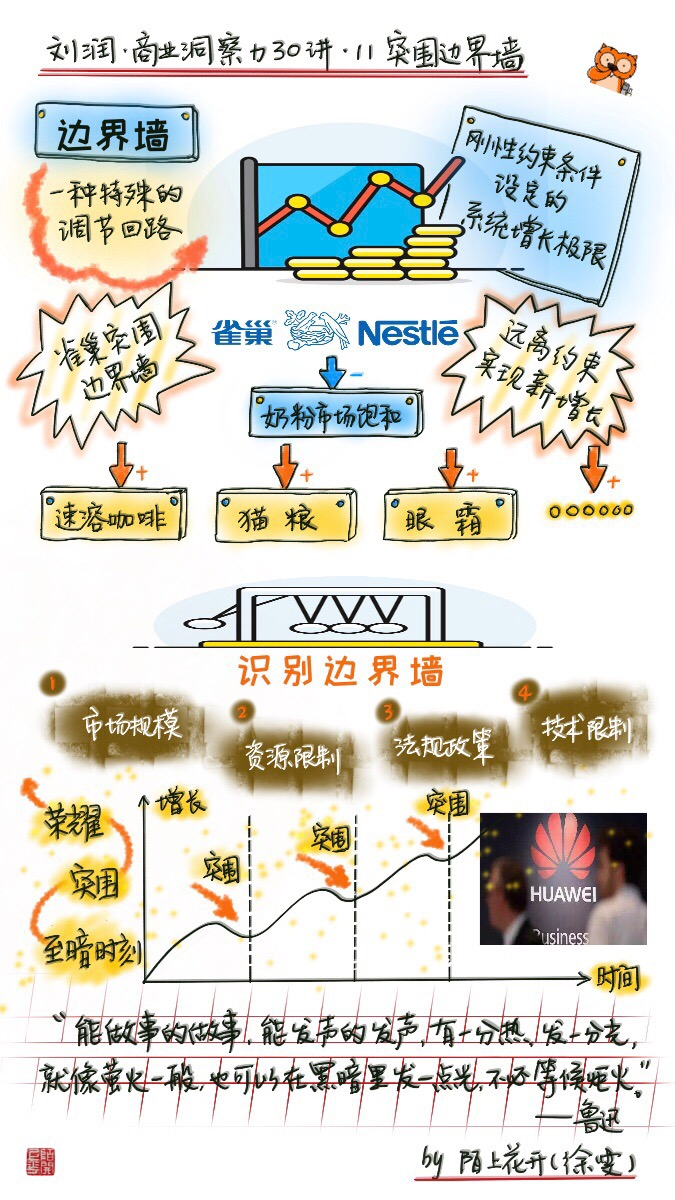 刘润·商业洞察力30讲·11 突围边界墙
边界墙
一种特殊的
调节回路
刚性约束条件
设定的
系统增长极限
雀巢突围
边界墙
雀巢® Nestlé
远离约束
实现新增长
奶粉市场饱和
速溶咖啡
猫粮
眼霜
识别边界墙
1
市场规模
2
资源限制
3
法规政策
4
技术限制
荣耀
突围
至暗时刻
增长
突围
突围
突围
时间
HUAWEI
Business
“能做事的做事,能发声的发声,有一分热、发一分光,
就像萤火一般,也可以在黑暗里发一点光,不必等候炬火。”
——鲁迅
by 陌上花开(徐雯)